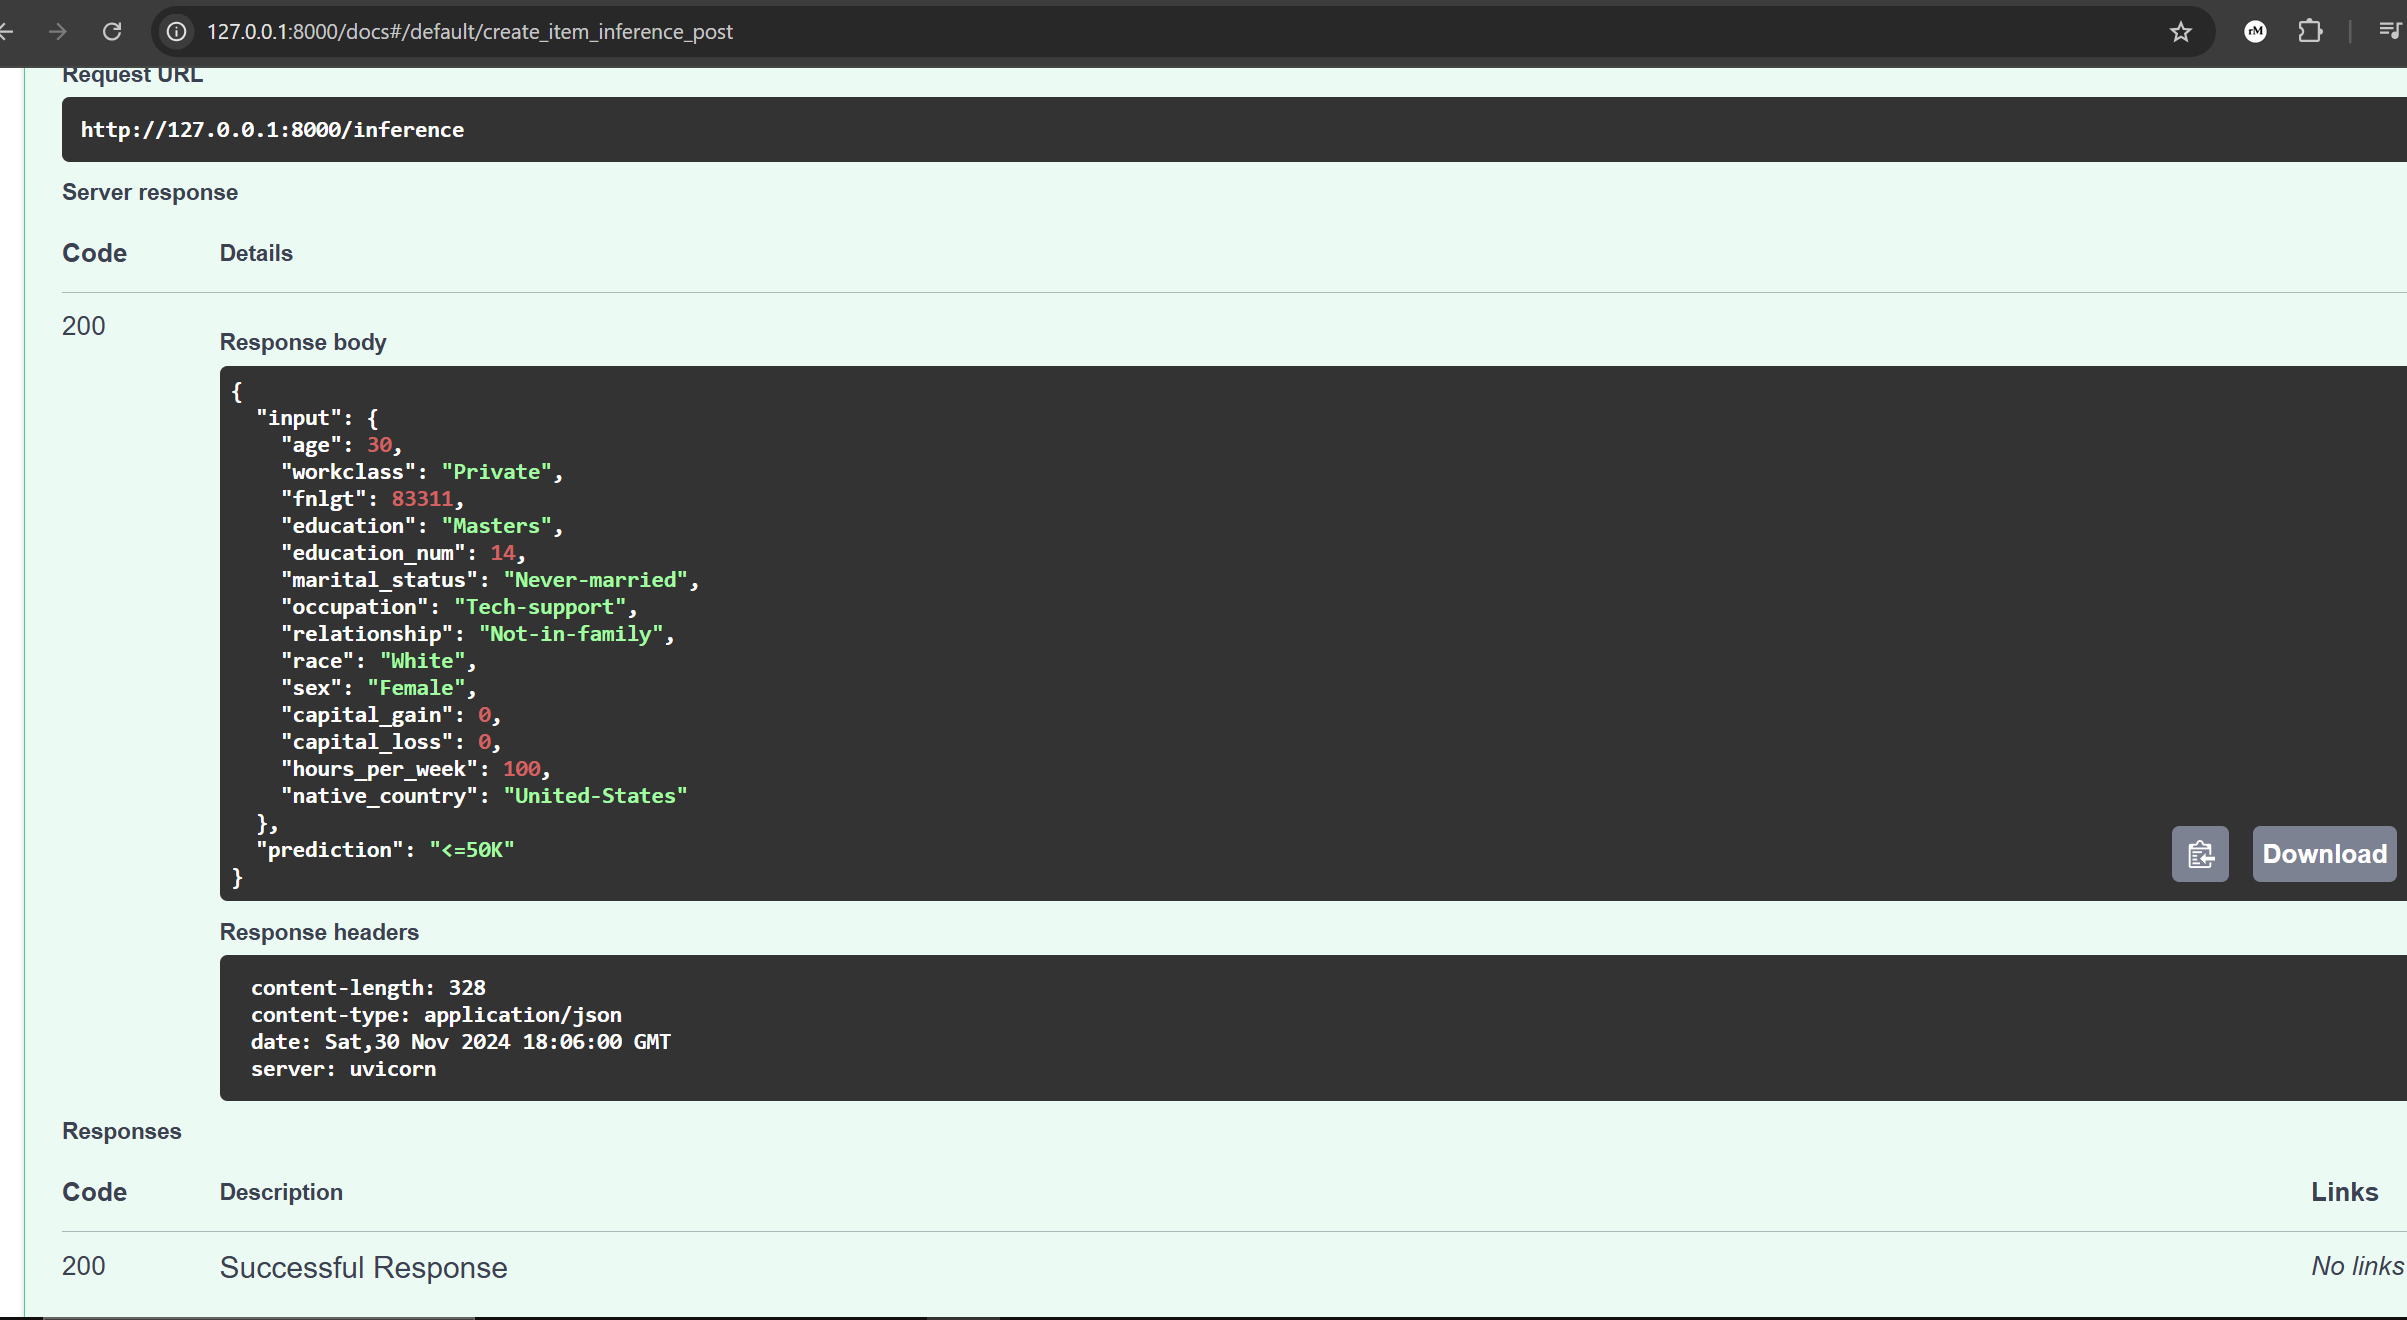 127.0.0.1:8000/docs#/default/create_item_inference_post
rM
Request URL
http://127.0.0.1:8000/inference
Server response
Code Details
200
Response body
{
"input": {
"age": 30,
"workclass": "Private",
"fnlgt": 83311,
"education": "Masters",
"education_num": 14,
"marital_status": "Never-married",
"occupation": "Tech-support",
"relationship": "Not-in-family",
"race": "White",
"sex": "Female",
"capital_gain": 0,
"capital_loss": 0,
"hours_per_week": 100,
"native_country": "United-States"
},
"prediction": "<=50K"
}
Download
Response headers
content-length: 328
content-type: application/json
date: Sat,30 Nov 2024 18:06:00 GMT
server: uvicorn
Responses
Code Description Links
200 Successful Response No links